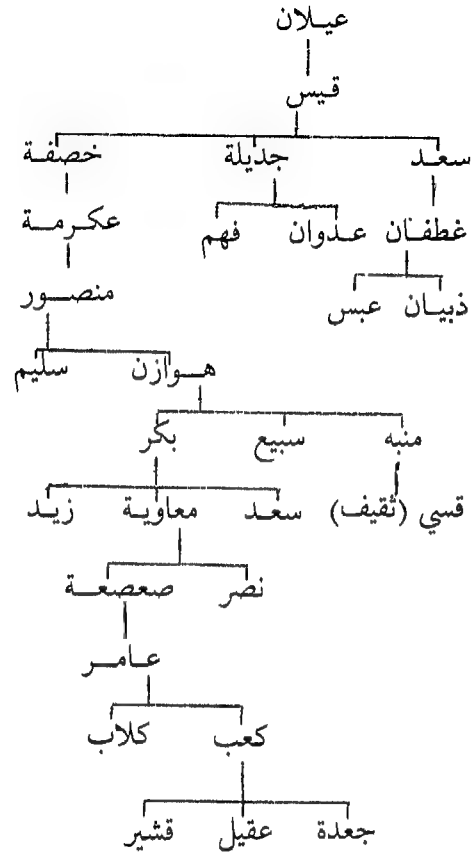 عيلان
قيس
سعد جديلة خصفة
غطفان عدوان فهم عكرمة
ذبيان عبس منصور
هوازن سليم
منبه سبيع بكر
قسي (ثقيف) سعد معاوية زيد
نصر صعصعة
عامر
كعب كلاب
جعدة عقيل قشير